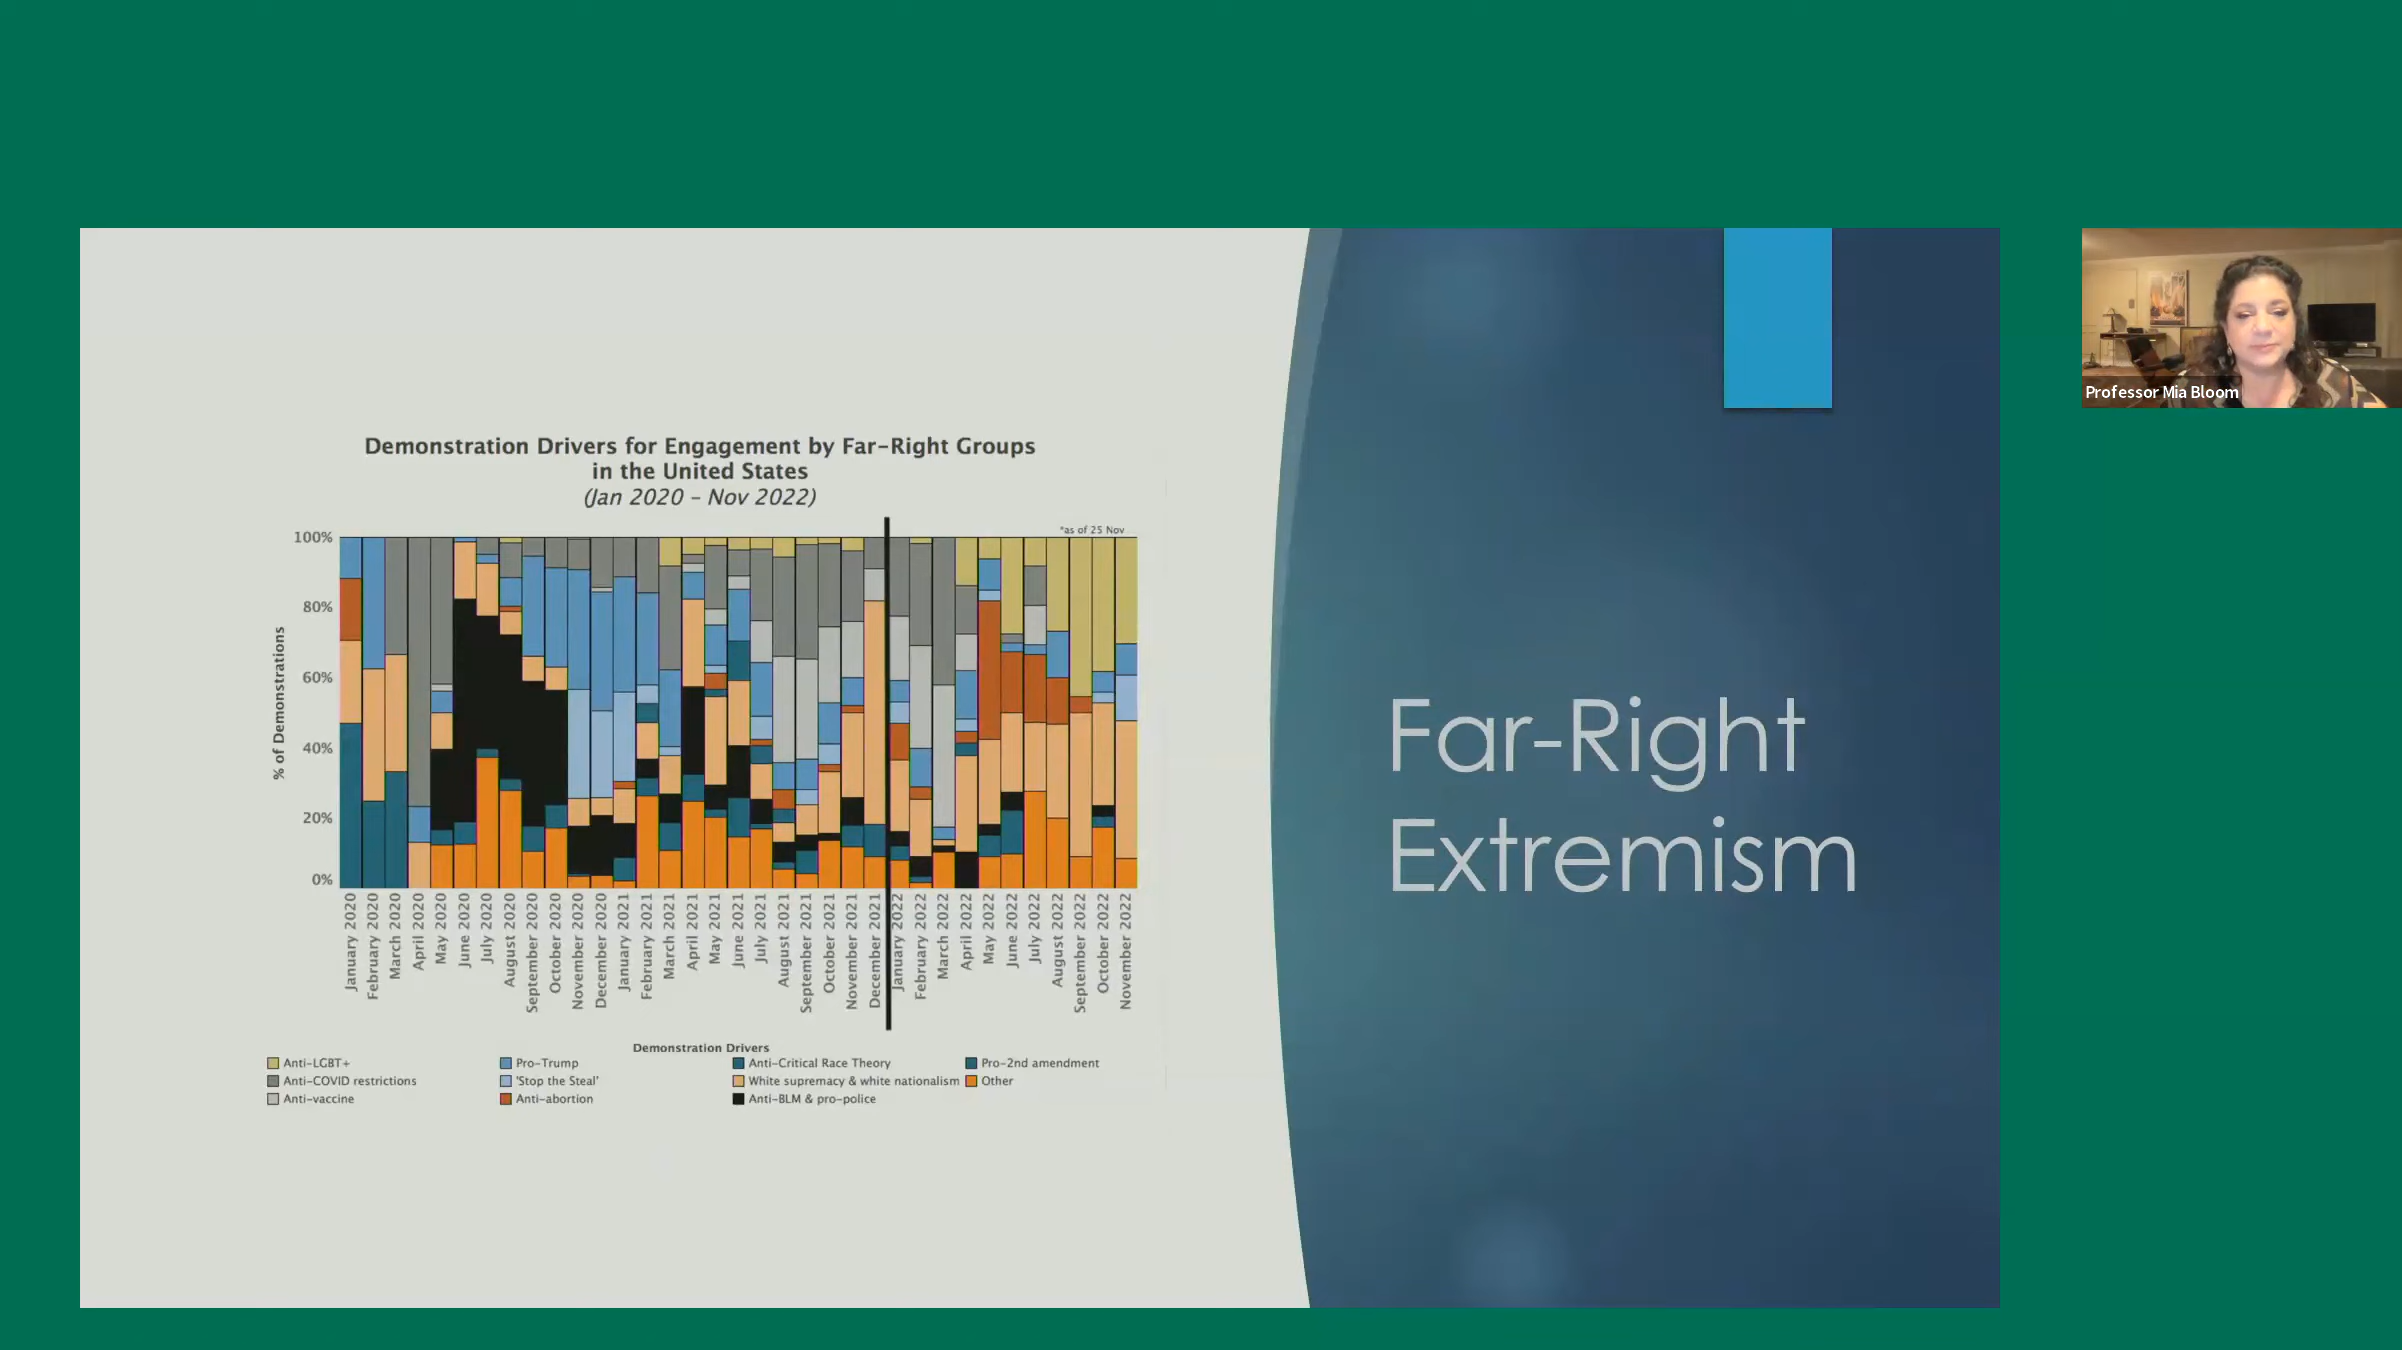 Demonstration Drivers for Engagement by Far-Right Groups
in the United States
(Jan 2020 – Nov 2022)
*as of 25 Nov
100%
80%
60%
40%
20%
0%
% of Demonstrations
January 2020
February 2020
March 2020
April 2020
May 2020
June 2020
July 2020
August 2020
September 2020
October 2020
November 2020
December 2020
January 2021
February 2021
March 2021
April 2021
May 2021
June 2021
July 2021
August 2021
September 2021
October 2021
November 2021
December 2021
January 2022
February 2022
March 2022
April 2022
May 2022
June 2022
July 2022
August 2022
September 2022
October 2022
November 2022
Demonstration Drivers
Anti-LGBT+
Anti-COVID restrictions
Anti-vaccine
Pro-Trump
'Stop the Steal'
Anti-abortion
Anti-Critical Race Theory
White supremacy & white nationalism
Anti-BLM & pro-police
Pro-2nd amendment
Other
Far-Right
Extremism
Professor Mia Bloom